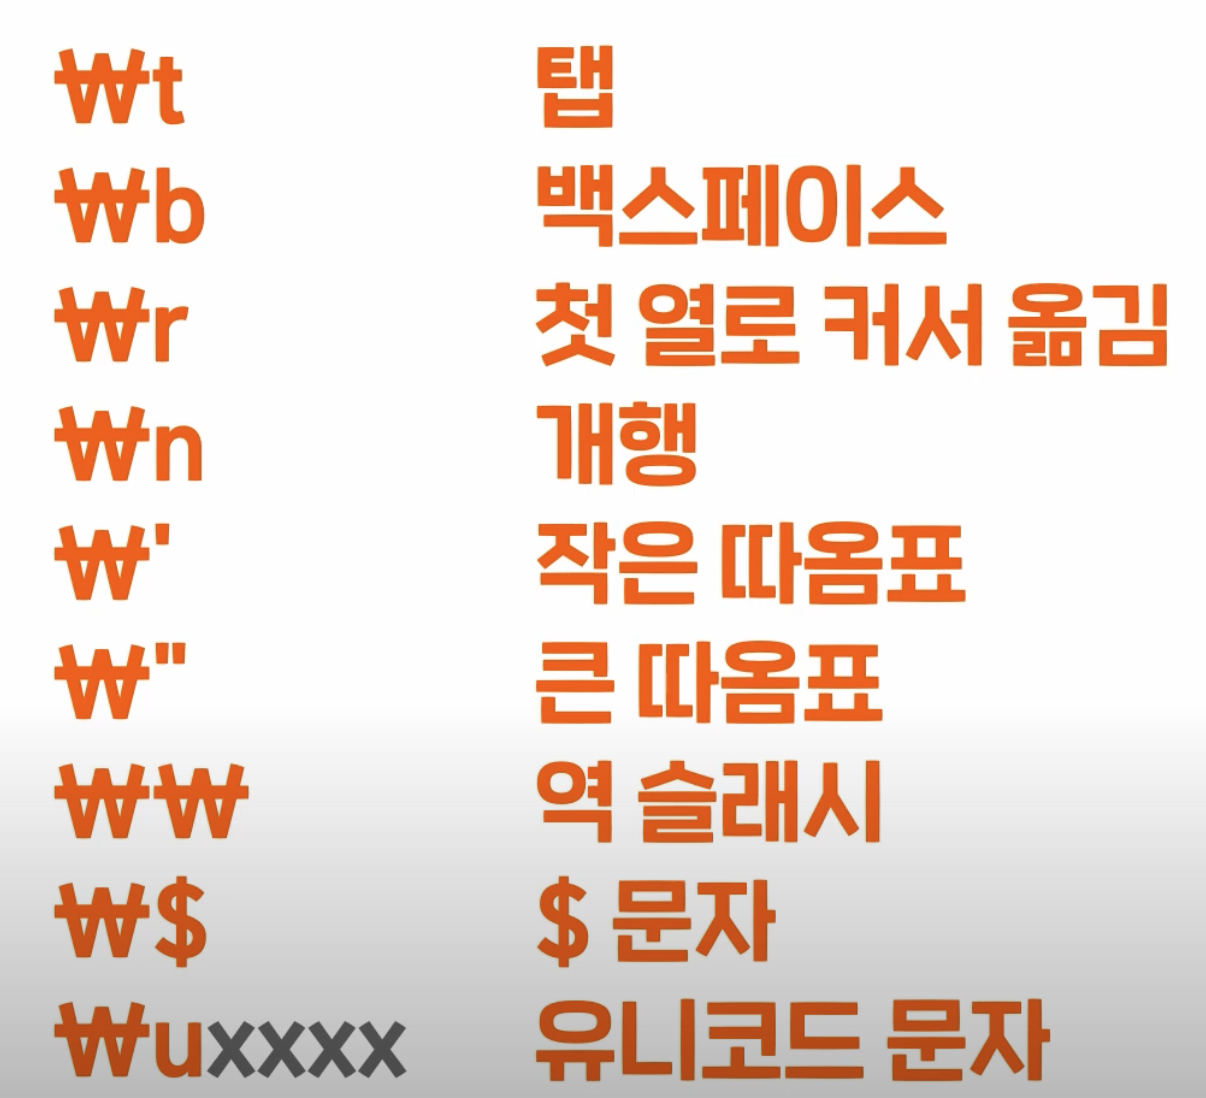 ₩t 탭
₩b 백스페이스
₩r 첫 열로 커서 옮김
₩n 개행
₩' 작은 따옴표
₩" 큰 따옴표
₩₩ 역 슬래시
₩$ $ 문자
₩uxxxx 유니코드 문자